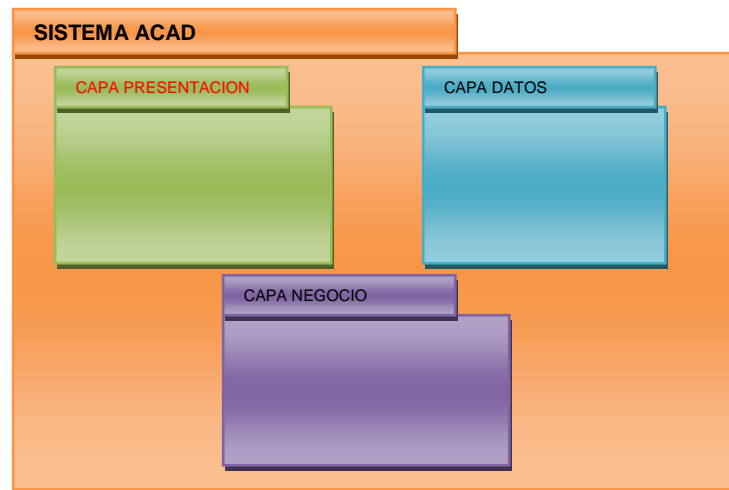 SISTEMA ACAD
CAPA PRESENTACION
CAPA DATOS
CAPA NEGOCIO